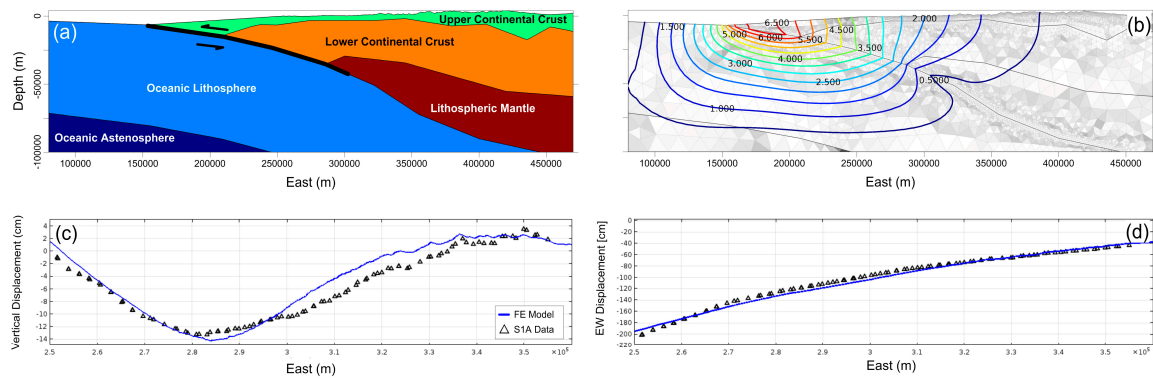 (a)
Upper Continental Crust
Lower Continental Crust
Oceanic Lithosphere
Lithospheric Mantle
Oceanic Astenosphere
Depth (m)
0
-50000
-100000
100000 150000 200000 250000 300000 350000 400000 450000
East (m)
(b)
1.500
6.500
5.000
6.000
5.500
4.500
2.000
3.500
3.000
4.000
2.500
0.5000
1.000
100000 150000 200000 250000 300000 350000 400000 450000
East (m)
(c)
Vertical Displacement (cm)
4
2
0
-2
-4
-6
-8
-10
-12
-14
FE Model
S1A Data
2.5 2.6 2.7 2.8 2.9 3 3.1 3.2 3.3 3.4 3.5 ×10⁵
East (m)
(d)
EW Displacement [cm]
0
-20
-40
-60
-80
-100
-120
-140
-160
-180
-200
-220
2.5 2.6 2.7 2.8 2.9 3 3.1 3.2 3.3 3.4 3.5 ×10⁵
East (m)